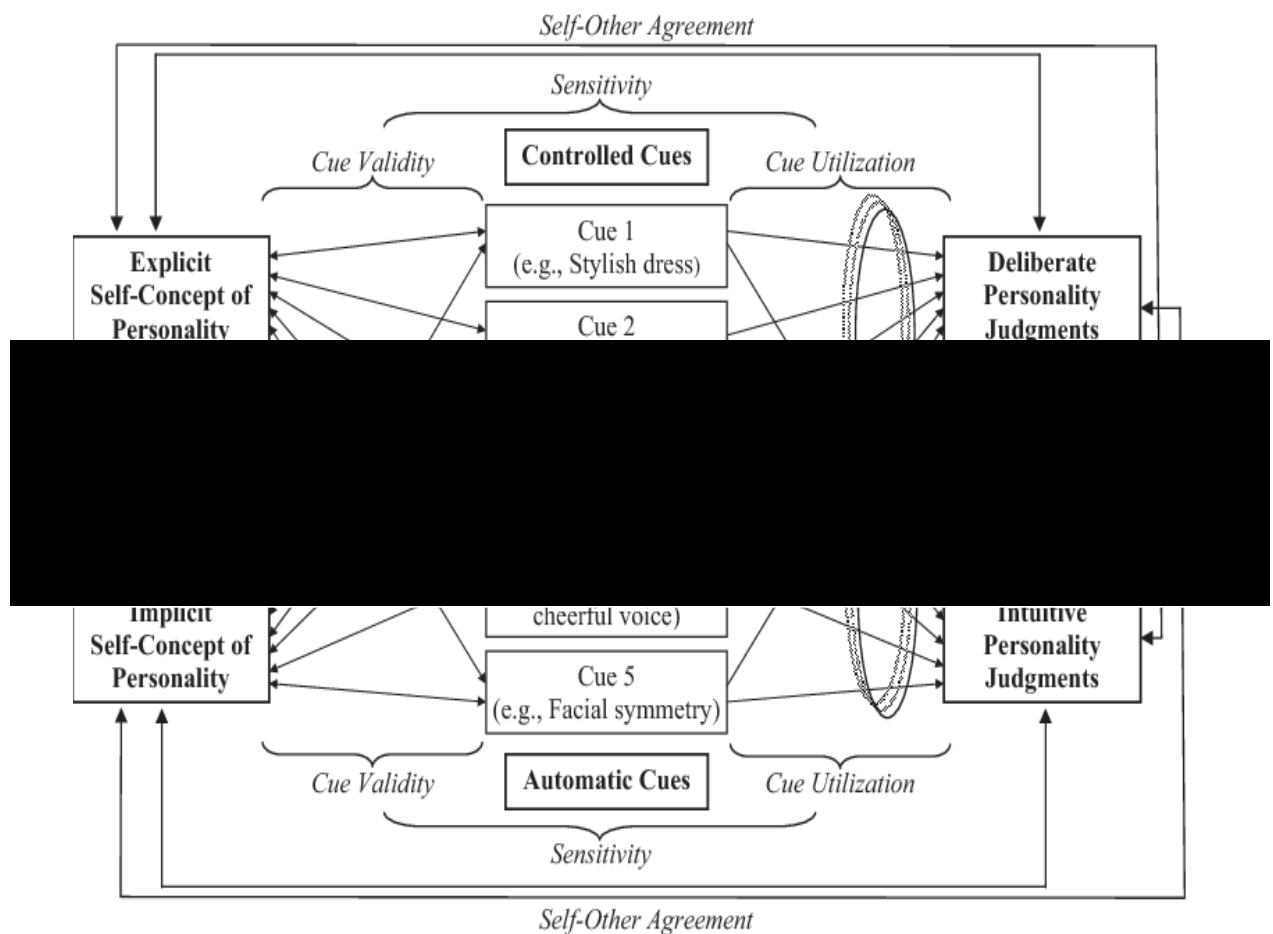 Self-Other Agreement
Sensitivity
Cue Validity
Controlled Cues
Cue Utilization
Explicit
Self-Concept of
Personality
Cue 1
(e.g., Stylish dress)
Cue 2
Deliberate
Personality
Judgments
Implicit
Self-Concept of
Personality
cheerful voice)
Cue 5
(e.g., Facial symmetry)
Intuitive
Personality
Judgments
Cue Validity
Automatic Cues
Cue Utilization
Sensitivity
Self-Other Agreement